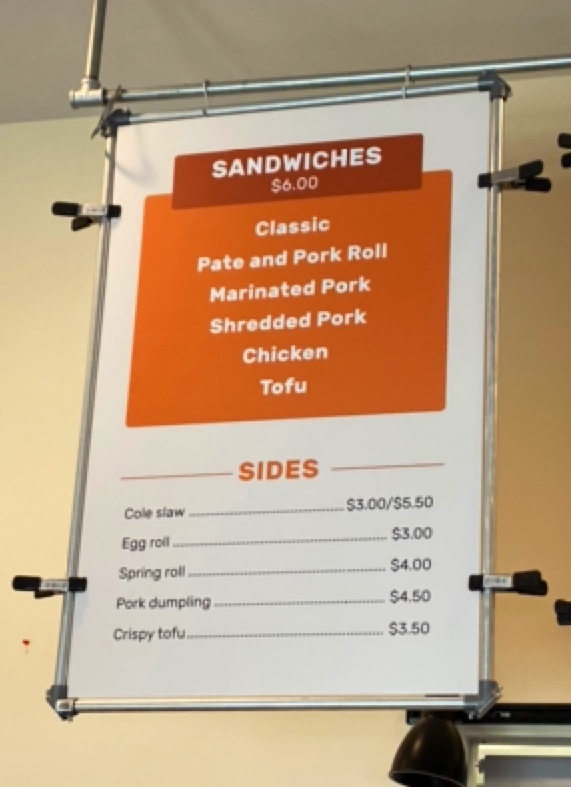 SANDWICHES
$6.00
Classic
Pate and Pork Roll
Marinated Pork
Shredded Pork
Chicken
Tofu
SIDES
Cole slaw ........................................ $3.00/$5.50
Egg roll ........................................ $3.00
Spring roll ........................................ $4.00
Pork dumpling ........................................ $4.50
Crispy tofu ........................................ $3.50